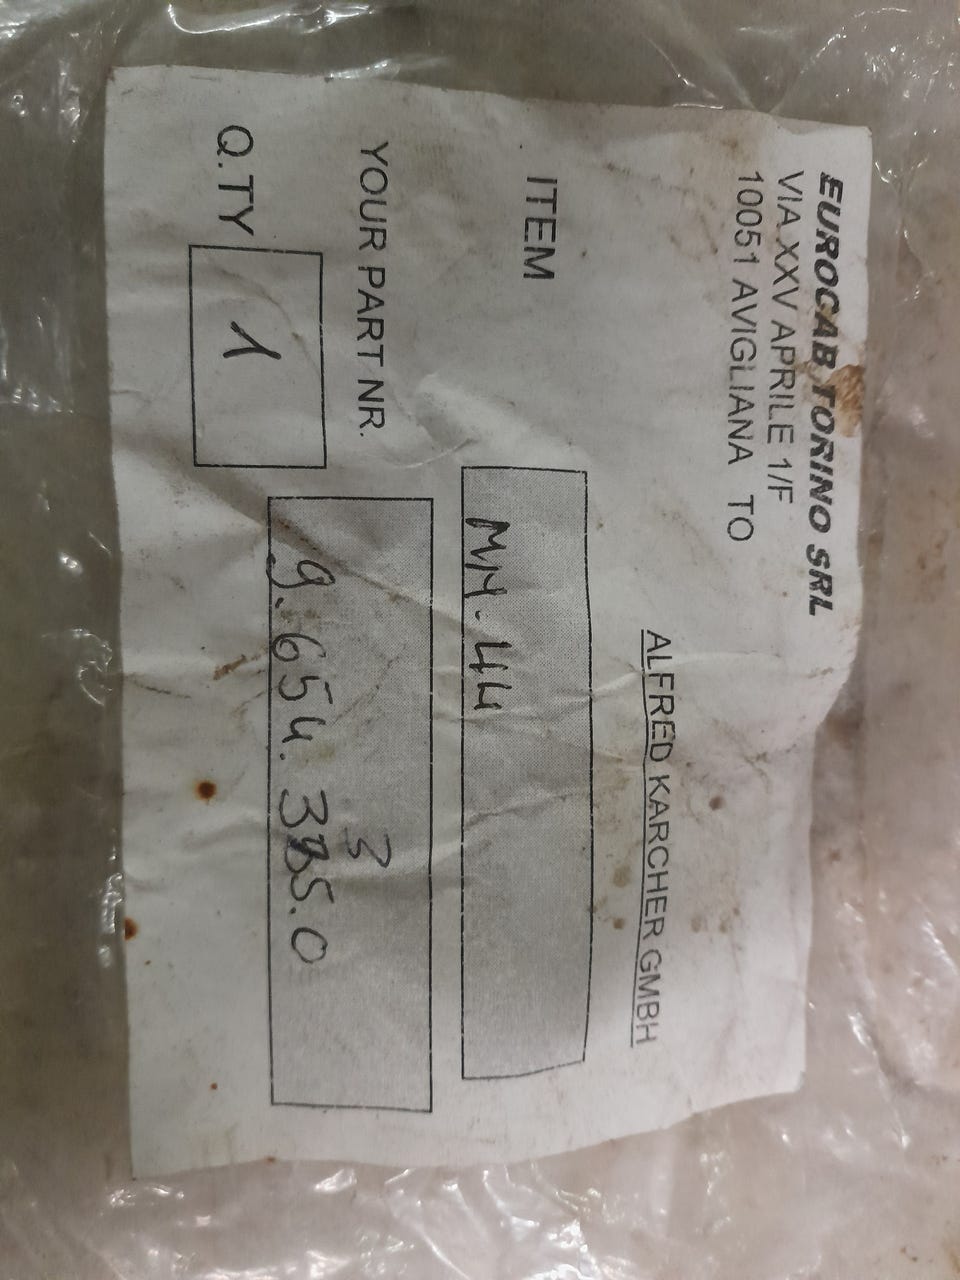 EUROCAB TORINO SRL
VIA XXV APRILE 1/F
10051 AVIGLIANA TO
ALFRED KARCHER GMBH
ITEM
MM.44
YOUR PART NR.
3
9.654.335.0
Q.TY
1